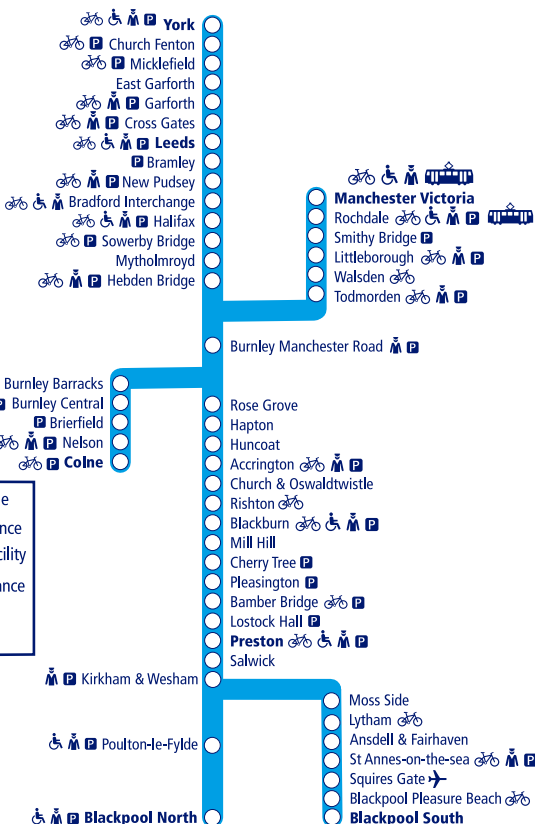 York
Church Fenton
Micklefield
East Garforth
Garforth
Cross Gates
Leeds
Bramley
New Pudsey
Bradford Interchange
Halifax
Sowerby Bridge
Mytholmroyd
Hebden Bridge
Manchester Victoria
Rochdale
Smithy Bridge
Littleborough
Walsden
Todmorden
Burnley Manchester Road
Burnley Barracks
Burnley Central
Brierfield
Nelson
Colne
Rose Grove
Hapton
Huncoat
Accrington
Church & Oswaldtwistle
Rishton
Blackburn
Mill Hill
Cherry Tree
Pleasington
Bamber Bridge
Lostock Hall
Preston
Salwick
Kirkham & Wesham
Poulton-le-Fylde
Blackpool North
Moss Side
Lytham
Ansdell & Fairhaven
St Annes-on-the-sea
Squires Gate
Blackpool Pleasure Beach
Blackpool South